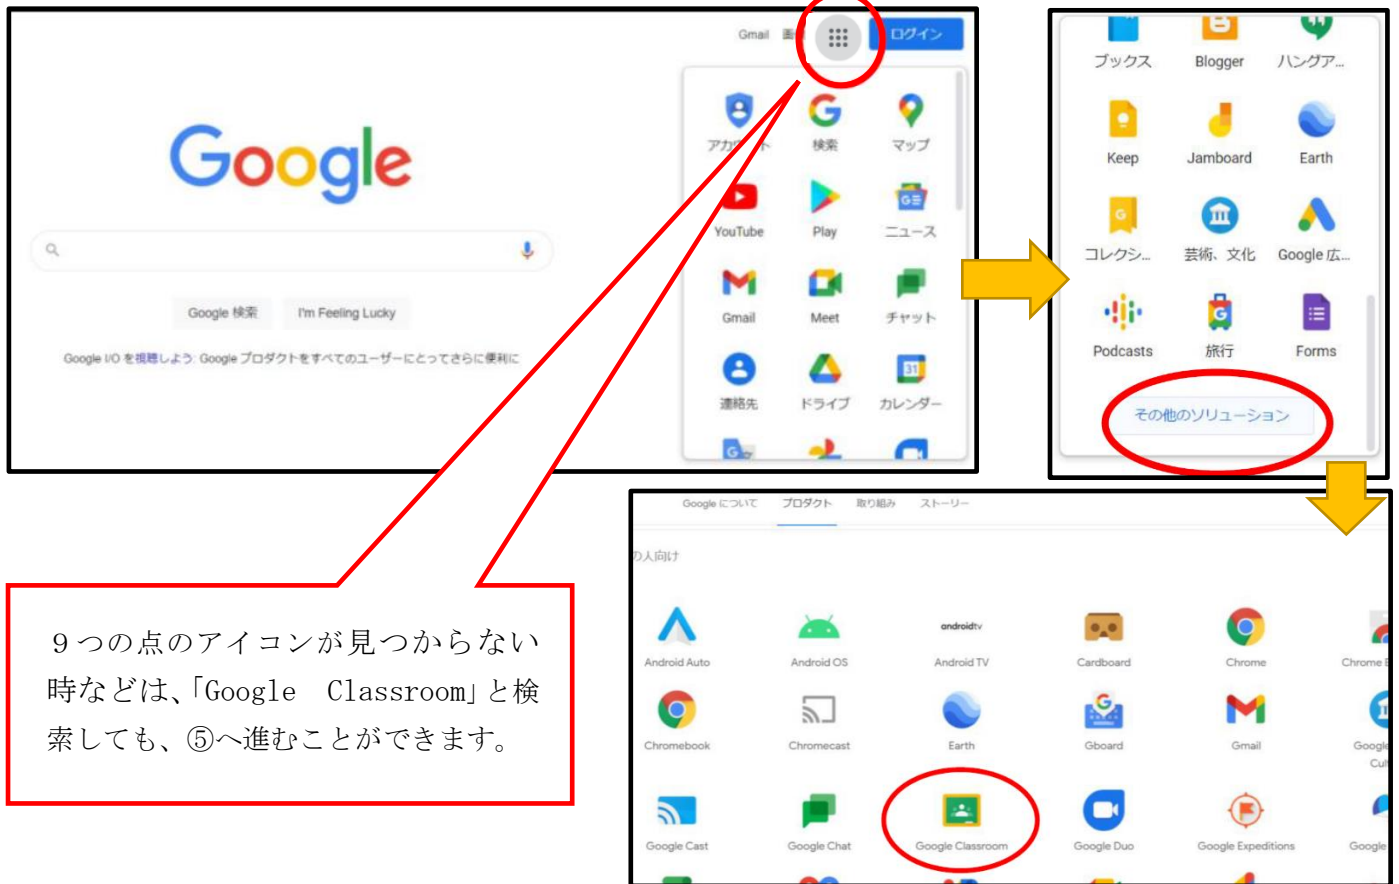 Gmail
ログイン
Google
アカウント 検索 マップ
YouTube Play ニュース
Gmail Meet チャット
連絡先 ドライブ カレンダー
31
Google 検索 I'm Feeling Lucky
Google I/O を視聴しよう: Google プロダクトをすべてのユーザーにとってさらに便利に
ブックス Blogger ハングア...
Keep Jamboard Earth
コレクシ... 芸術、文化 Google 広...
Podcasts 旅行 Forms
その他のソリューション
Google について プロダクト 取り組み ストーリー
の人向け
androidtv
Android Auto Android OS Android TV Cardboard Chrome Chrome
Chromebook Chromecast Earth Gboard Gmail Google
Cul
Google Cast Google Chat Google Classroom Google Duo Google Expeditions Google
９つの点のアイコンが見つからない
時などは、「Google　Classroom」と検
索しても、⑤へ進むことができます。